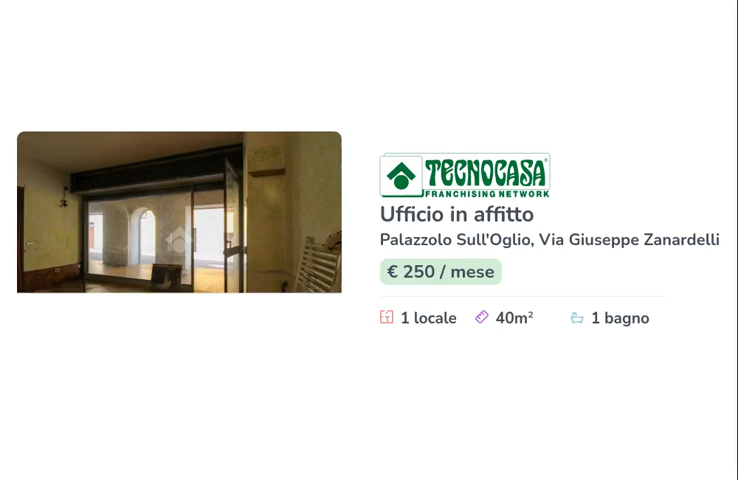 TECNOCASA
FRANCHISING NETWORK
Ufficio in affitto
Palazzolo Sull'Oglio, Via Giuseppe Zanardelli
€ 250 / mese
1 locale 40m² 1 bagno